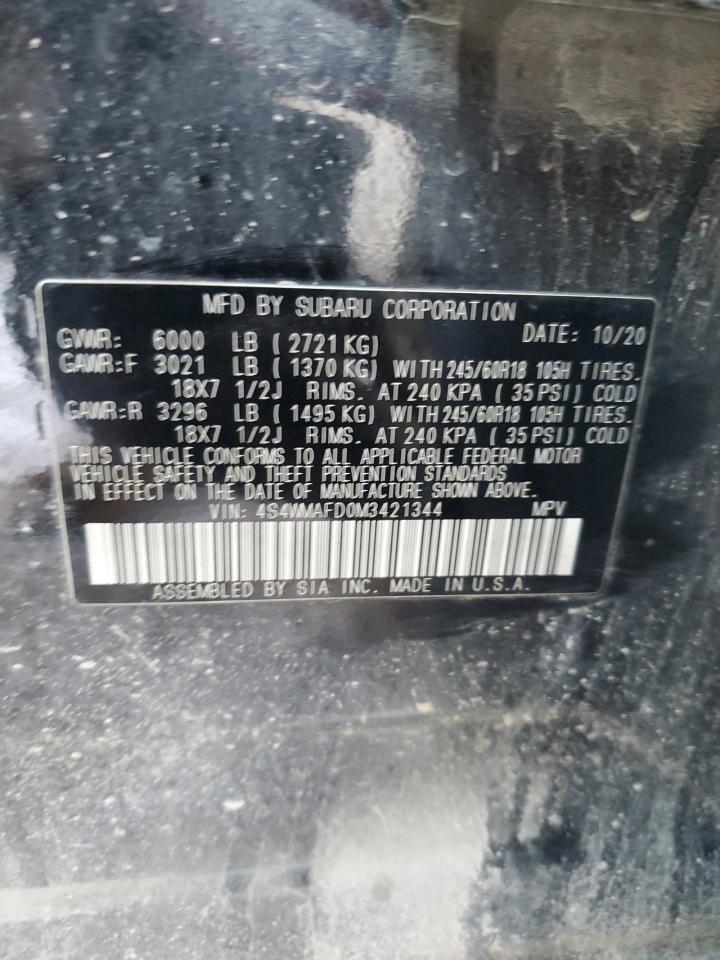 MFD BY SUBARU CORPORATION
GVWR: 6000 LB ( 2721 KG) DATE: 10/20
GAWR:F 3021 LB ( 1370 KG) WITH 245/60R18 105H TIRES.
18X7 1/2J RIMS. AT 240 KPA ( 35 PSI) COLD
GAWR:R 3296 LB ( 1495 KG) WITH 245/60R18 105H TIRES.
18X7 1/2J RIMS. AT 240 KPA ( 35 PSI) COLD
THIS VEHICLE CONFORMS TO ALL APPLICABLE FEDERAL MOTOR
VEHICLE SAFETY AND THEFT PREVENTION STANDARDS
IN EFFECT ON THE DATE OF MANUFACTURE SHOWN ABOVE.
VIN: 4S4WMAFD0M3421344 MPV
ASSEMBLED BY SIA INC. MADE IN U.S.A.